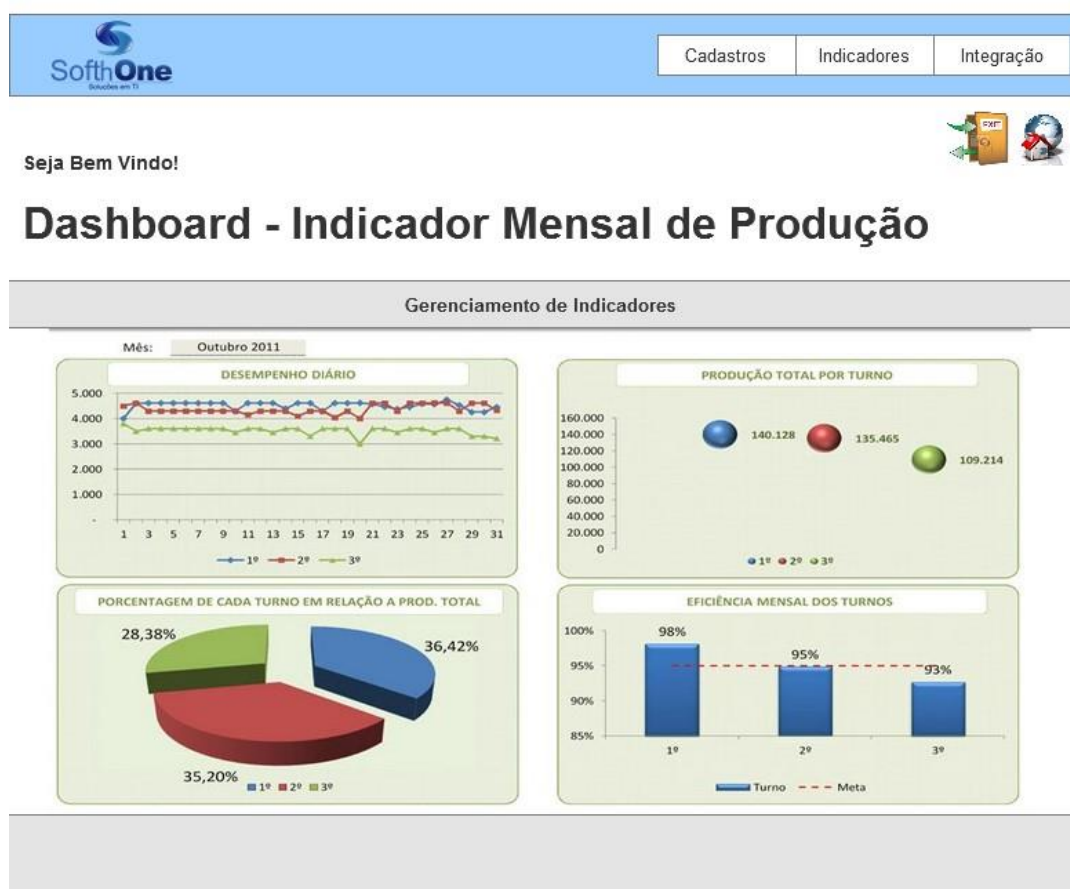 SofthOne
Soluções em TI
Cadastros Indicadores Integração
EXIT
Seja Bem Vindo!
Dashboard - Indicador Mensal de Produção
Gerenciamento de Indicadores
Mês: Outubro 2011
DESEMPENHO DIÁRIO
5.000
4.000
3.000
2.000
1.000
-
1 3 5 7 9 11 13 15 17 19 21 23 25 27 29 31
1º 2º 3º
PRODUÇÃO TOTAL POR TURNO
160.000
140.000
120.000
100.000
80.000
60.000
40.000
20.000
0
140.128
135.465
109.214
1º 2º 3º
PORCENTAGEM DE CADA TURNO EM RELAÇÃO A PROD. TOTAL
28,38%
36,42%
35,20%
1º 2º 3º
EFICIÊNCIA MENSAL DOS TURNOS
100%
95%
90%
85%
98%
95%
93%
1º 2º 3º
Turno Meta